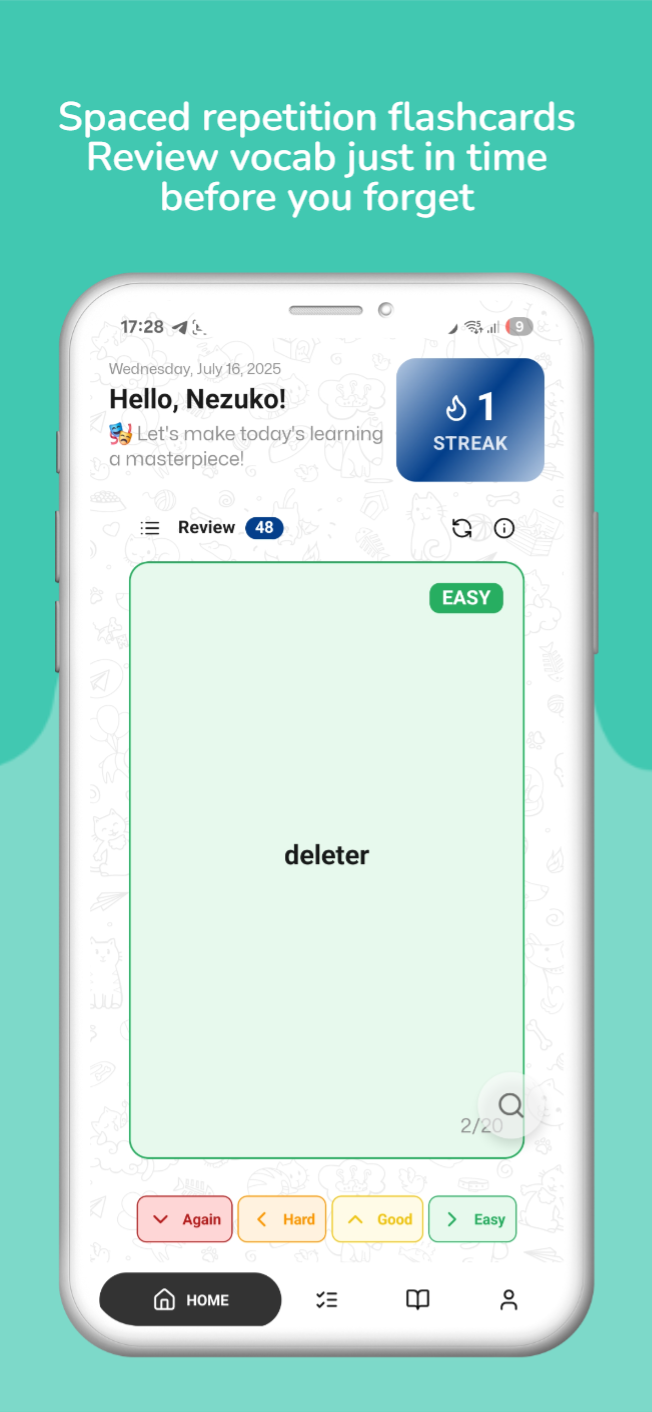 Spaced repetition flashcards
Review vocab just in time
before you forget
17:28
9
Wednesday, July 16, 2025
Hello, Nezuko!
🎭 Let's make today's learning
a masterpiece!
1
STREAK
Review 48
EASY
deleter
2/20
Again Hard Good Easy
HOME